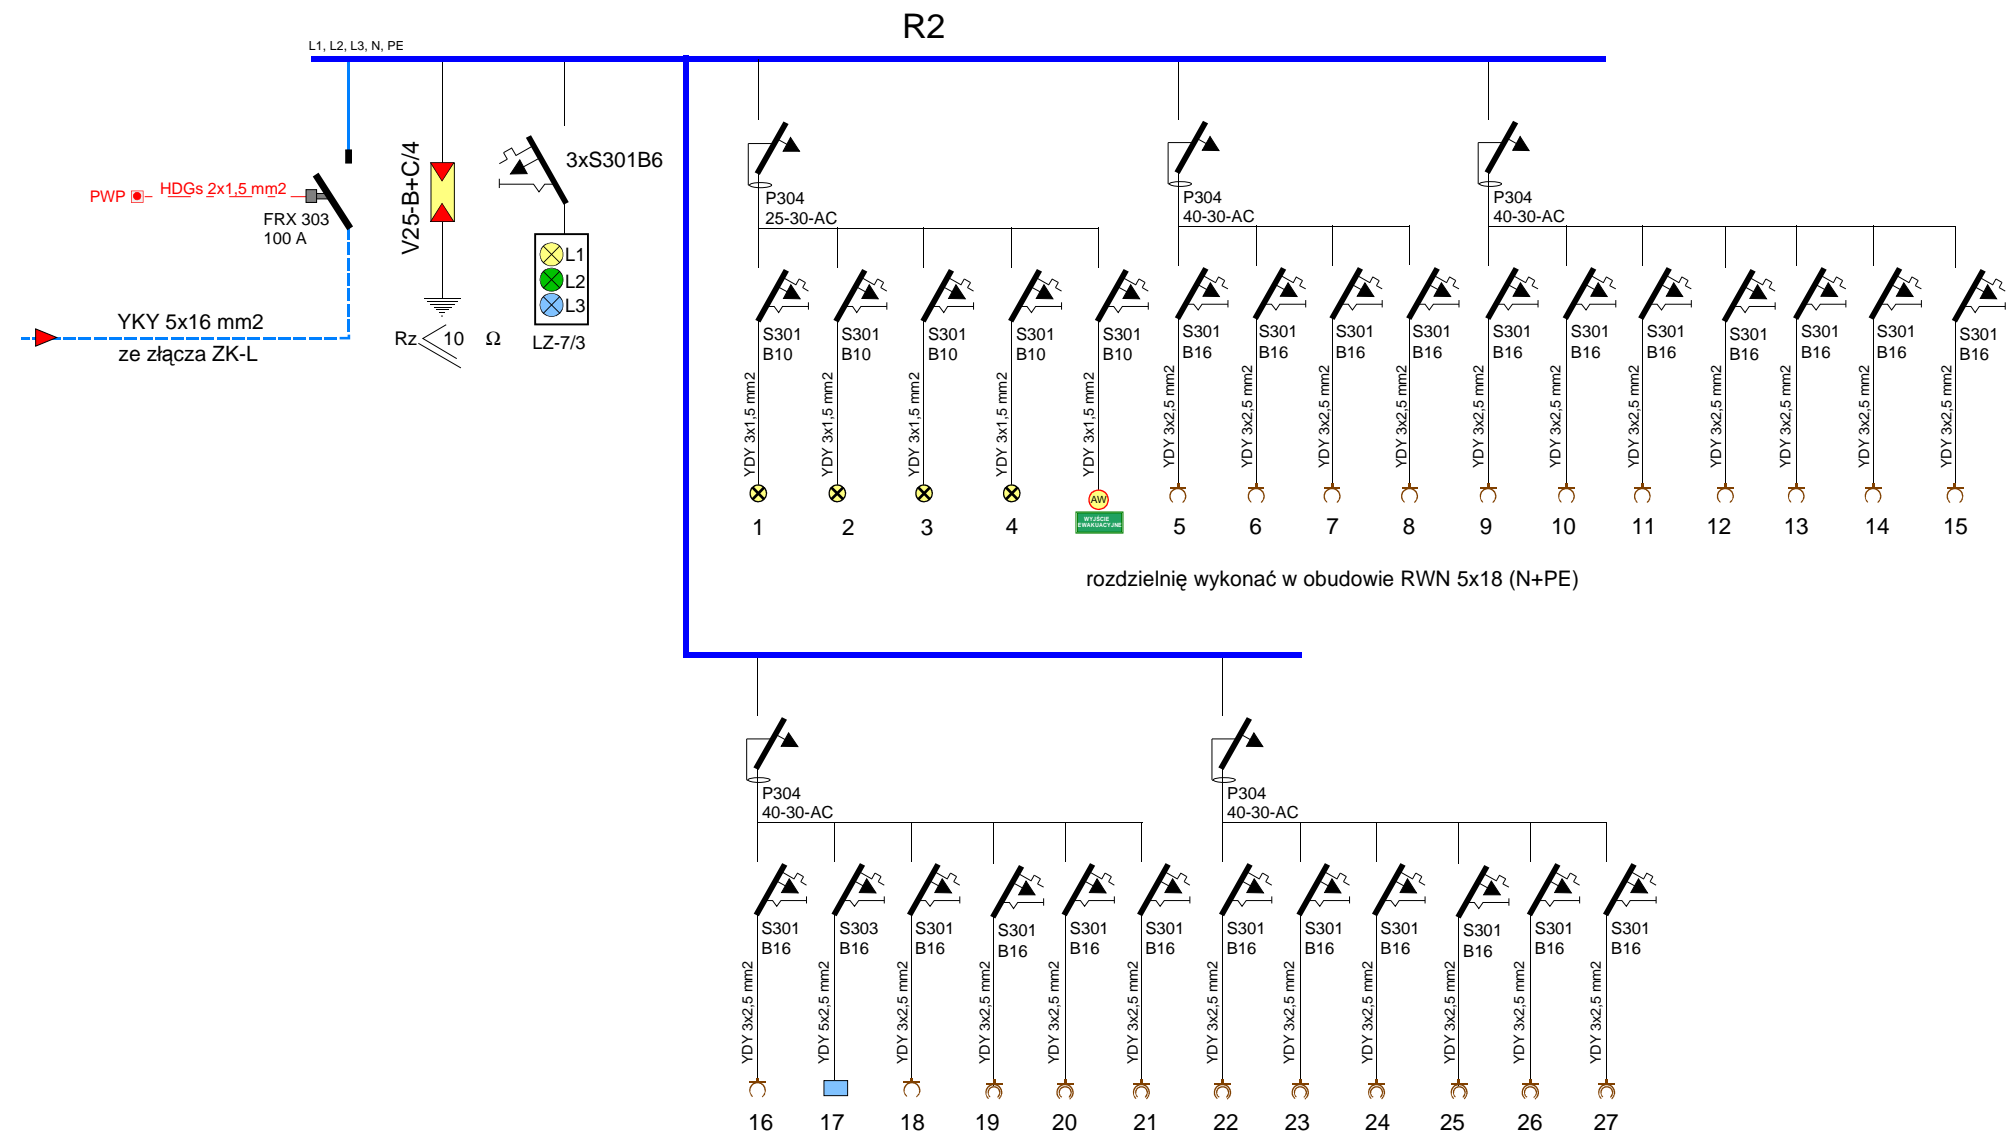 R2
L1, L2, L3, N, PE
PWP
HDGs 2x1,5 mm2
FRX 303
100 A
YKY 5x16 mm2
ze złącza ZK-L
V25-B+C/4
Rz
10
Ω
3xS301B6
L1
L2
L3
LZ-7/3
P304
25-30-AC
P304
40-30-AC
P304
40-30-AC
S301
B10
S301
B10
S301
B10
S301
B10
S301
B10
S301
B16
S301
B16
S301
B16
S301
B16
S301
B16
S301
B16
S301
B16
S301
B16
S301
B16
S301
B16
S301
B16
YDY 3x1,5 mm2
YDY 3x1,5 mm2
YDY 3x1,5 mm2
YDY 3x1,5 mm2
YDY 3x1,5 mm2
YDY 3x2,5 mm2
YDY 3x2,5 mm2
YDY 3x2,5 mm2
YDY 3x2,5 mm2
YDY 3x2,5 mm2
YDY 3x2,5 mm2
YDY 3x2,5 mm2
YDY 3x2,5 mm2
YDY 3x2,5 mm2
YDY 3x2,5 mm2
YDY 3x2,5 mm2
AW
WYJŚCIE
EWAKUACYJNE
1
2
3
4
5
6
7
8
9
10
11
12
13
14
15
rozdzielnię wykonać w obudowie RWN 5x18 (N+PE)
P304
40-30-AC
P304
40-30-AC
S301
B16
S303
B16
S301
B16
S301
B16
S301
B16
S301
B16
S301
B16
S301
B16
S301
B16
S301
B16
S301
B16
S301
B16
YDY 3x2,5 mm2
YDY 5x2,5 mm2
YDY 3x2,5 mm2
YDY 3x2,5 mm2
YDY 3x2,5 mm2
YDY 3x2,5 mm2
YDY 3x2,5 mm2
YDY 3x2,5 mm2
YDY 3x2,5 mm2
YDY 3x2,5 mm2
YDY 3x2,5 mm2
YDY 3x2,5 mm2
16
17
18
19
20
21
22
23
24
25
26
27